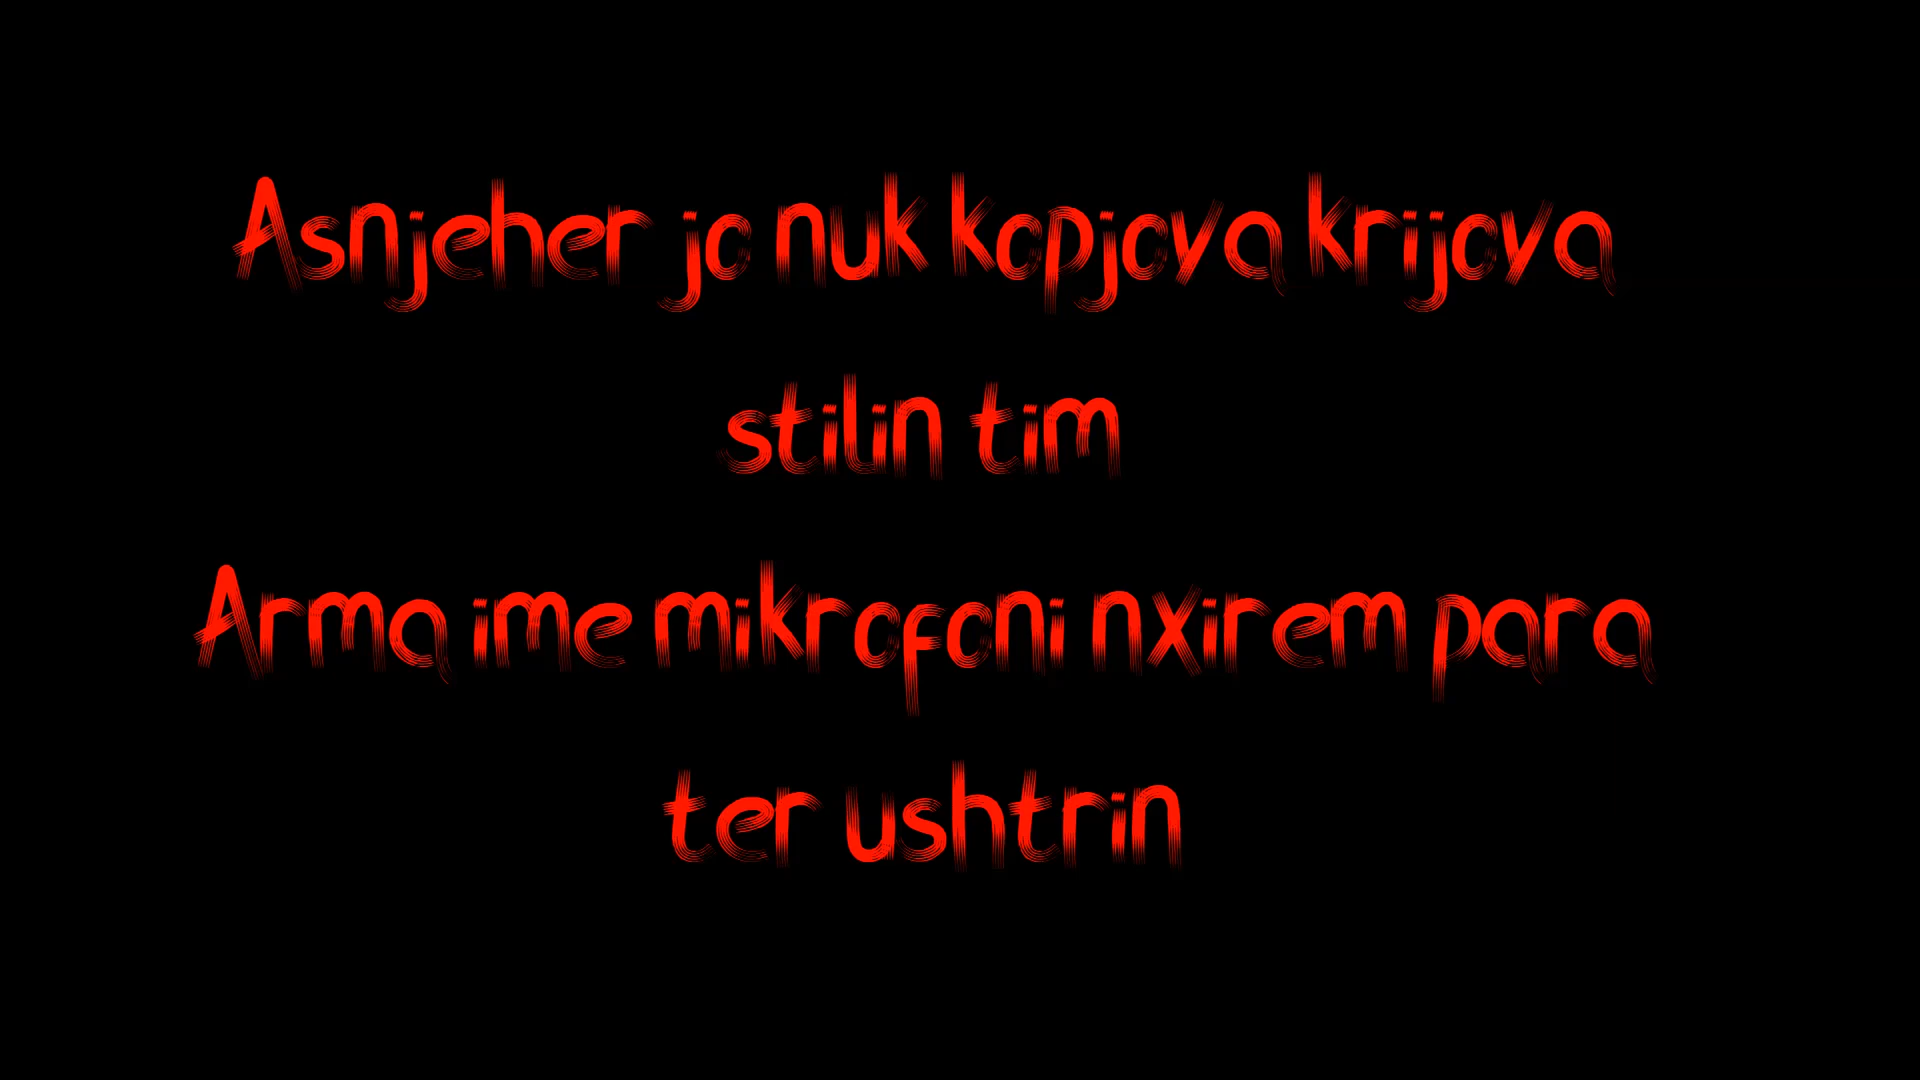 Asnjeher jo nuk kopjova krijova
stilin tim
Arma ime mikrofoni nxirem para
ter ushtrin